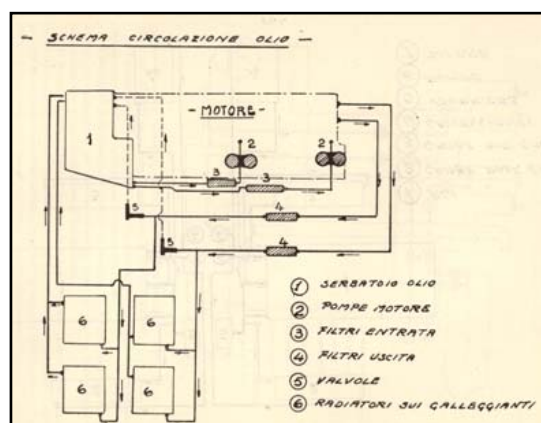 - SCHEMA CIRCOLAZIONE OLIO -
- MOTORE -
1
2
2
3
3
4
4
5
5
6
6
6
6
① SERBATOIO OLIO
② POMPE MOTORE
③ FILTRI ENTRATA
④ FILTRI USCITA
⑤ VALVOLE
⑥ RADIATORI SUI GALLEGGIANTI